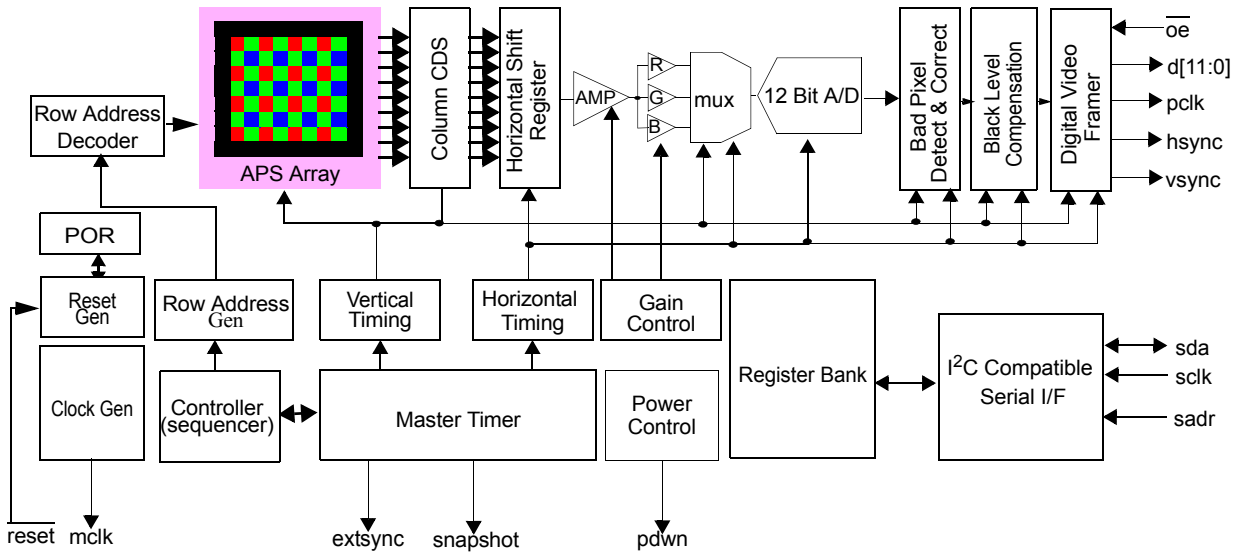 Row Address
Decoder
APS Array
Column CDS
Horizontal Shift
Register
AMP
R
G
B
mux
12 Bit A/D
Bad Pixel
Detect & Correct
Black Level
Compensation
Digital Video
Framer
oe
d[11:0]
pclk
hsync
vsync
POR
Reset
Gen
Row Address
Gen
Vertical
Timing
Horizontal
Timing
Gain
Control
Register Bank
I²C Compatible
Serial I/F
sda
sclk
sadr
Clock Gen
Controller
(sequencer)
Master Timer
Power
Control
reset
mclk
extsync
snapshot
pdwn